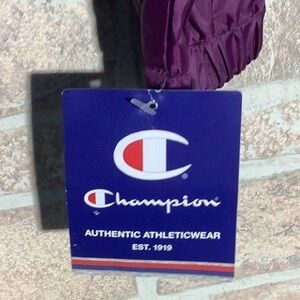 Champion
AUTHENTIC ATHLETICWEAR
EST. 1919